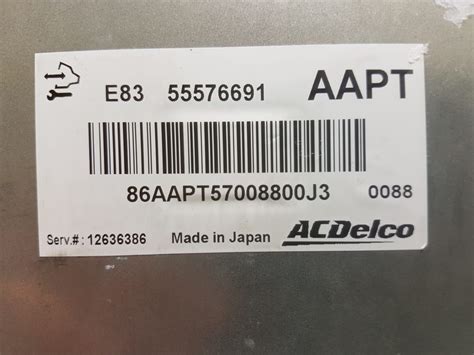 E83 55576691 AAPT
86AAPT57008800J3 0088
Serv.#: 12636386 Made in Japan ACDelco